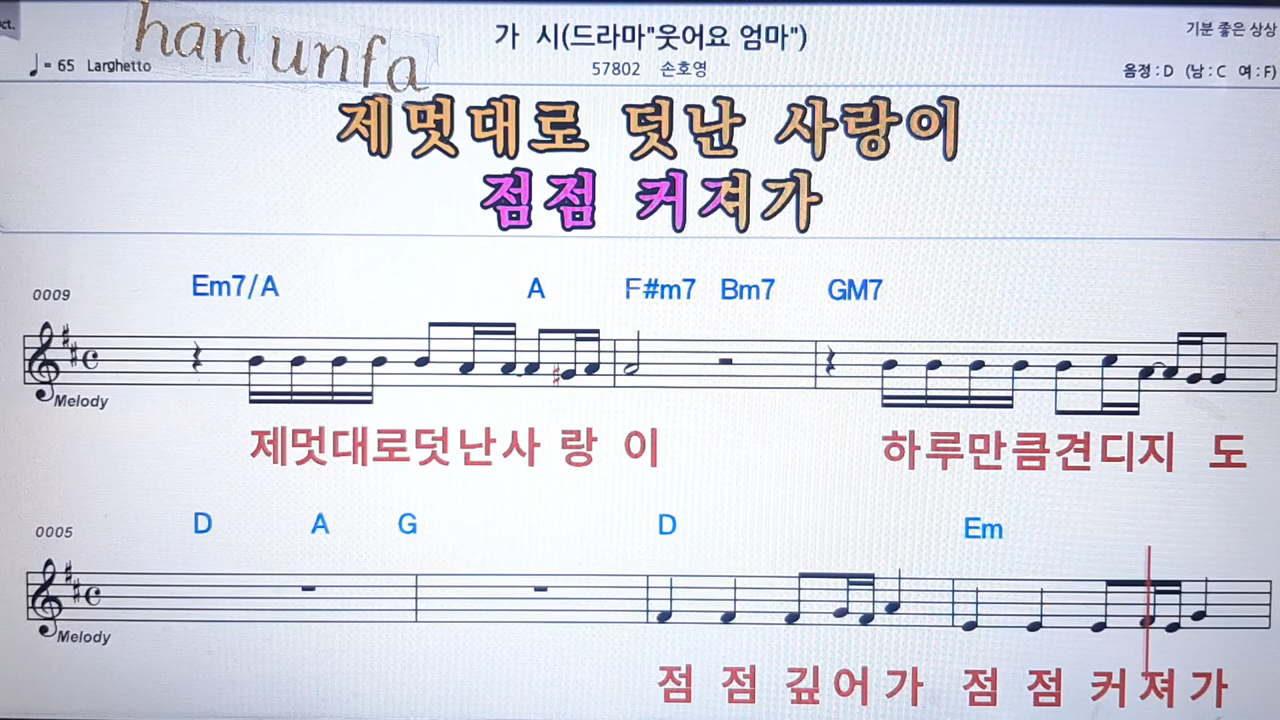 ct.
han unfa
가 시(드라마"웃어요 엄마")
기분 좋은 상상
♩= 65 Larghetto
57802 손호영
음정 : D (남 : C 여 : F)
제멋대로 덧난 사랑이
점점 커져가
0009
Em7/A A F#m7 Bm7 GM7
Melody
제멋대로덧난사 랑 이 하루만큼견디지 도
0005
D A G D Em
Melody
점 점 깊어가 점 점 커져가